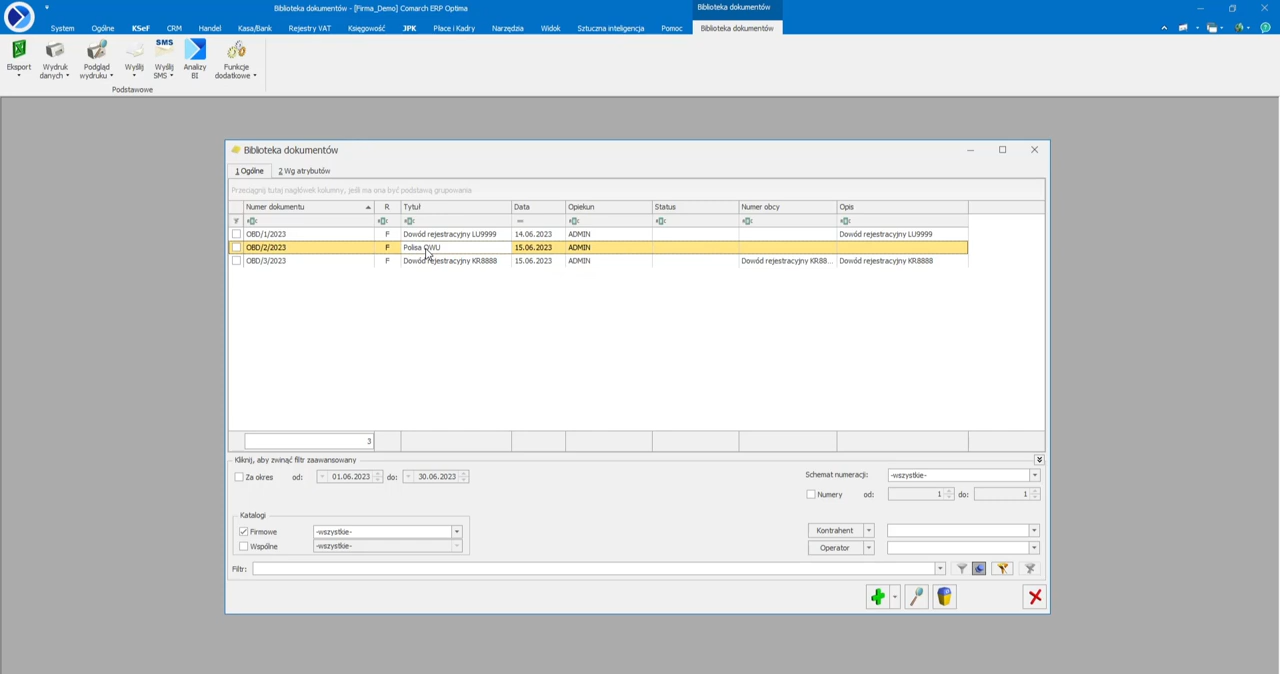 Biblioteka dokumentów - [Firma_Demo] Comarch ERP Optima
Biblioteka dokumentów
System Ogólne KSeF CRM Handel Kasa/Bank Rejestry VAT Księgowość JPK Płace i Kadry Narzędzia Widok Sztuczna inteligencja Pomoc Biblioteka dokumentów
Eksport
Wydruk danych
Podgląd wydruku
Wyślij
SMS
Wyślij SMS
Analizy BI
Funkcje dodatkowe
Podstawowe
Biblioteka dokumentów
1 Ogólne 2 Wg atrybutów
Przeciągnij tutaj nagłówek kolumny, jeśli ma ona być podstawą grupowania
Numer dokumentu R Tytuł Data Opiekun Status Numer obcy Opis
OBD/1/2023 F Dowód rejestracyjny LU9999 14.06.2023 ADMIN Dowód rejestracyjny LU9999
OBD/2/2023 F Polisa OWU 15.06.2023 ADMIN
OBD/3/2023 F Dowód rejestracyjny KR8888 15.06.2023 ADMIN Dowód rejestracyjny KR88... Dowód rejestracyjny KR8888
3
Kliknij, aby zwinąć filtr zaawansowany
Za okres od: 01.06.2023 do: 30.06.2023
Schemat numeracji: -wszystkie-
Numery od: 1 do: 1
Katalogi
Firmowe -wszystkie-
Wspólne -wszystkie-
Kontrahent
Operator
Filtr: